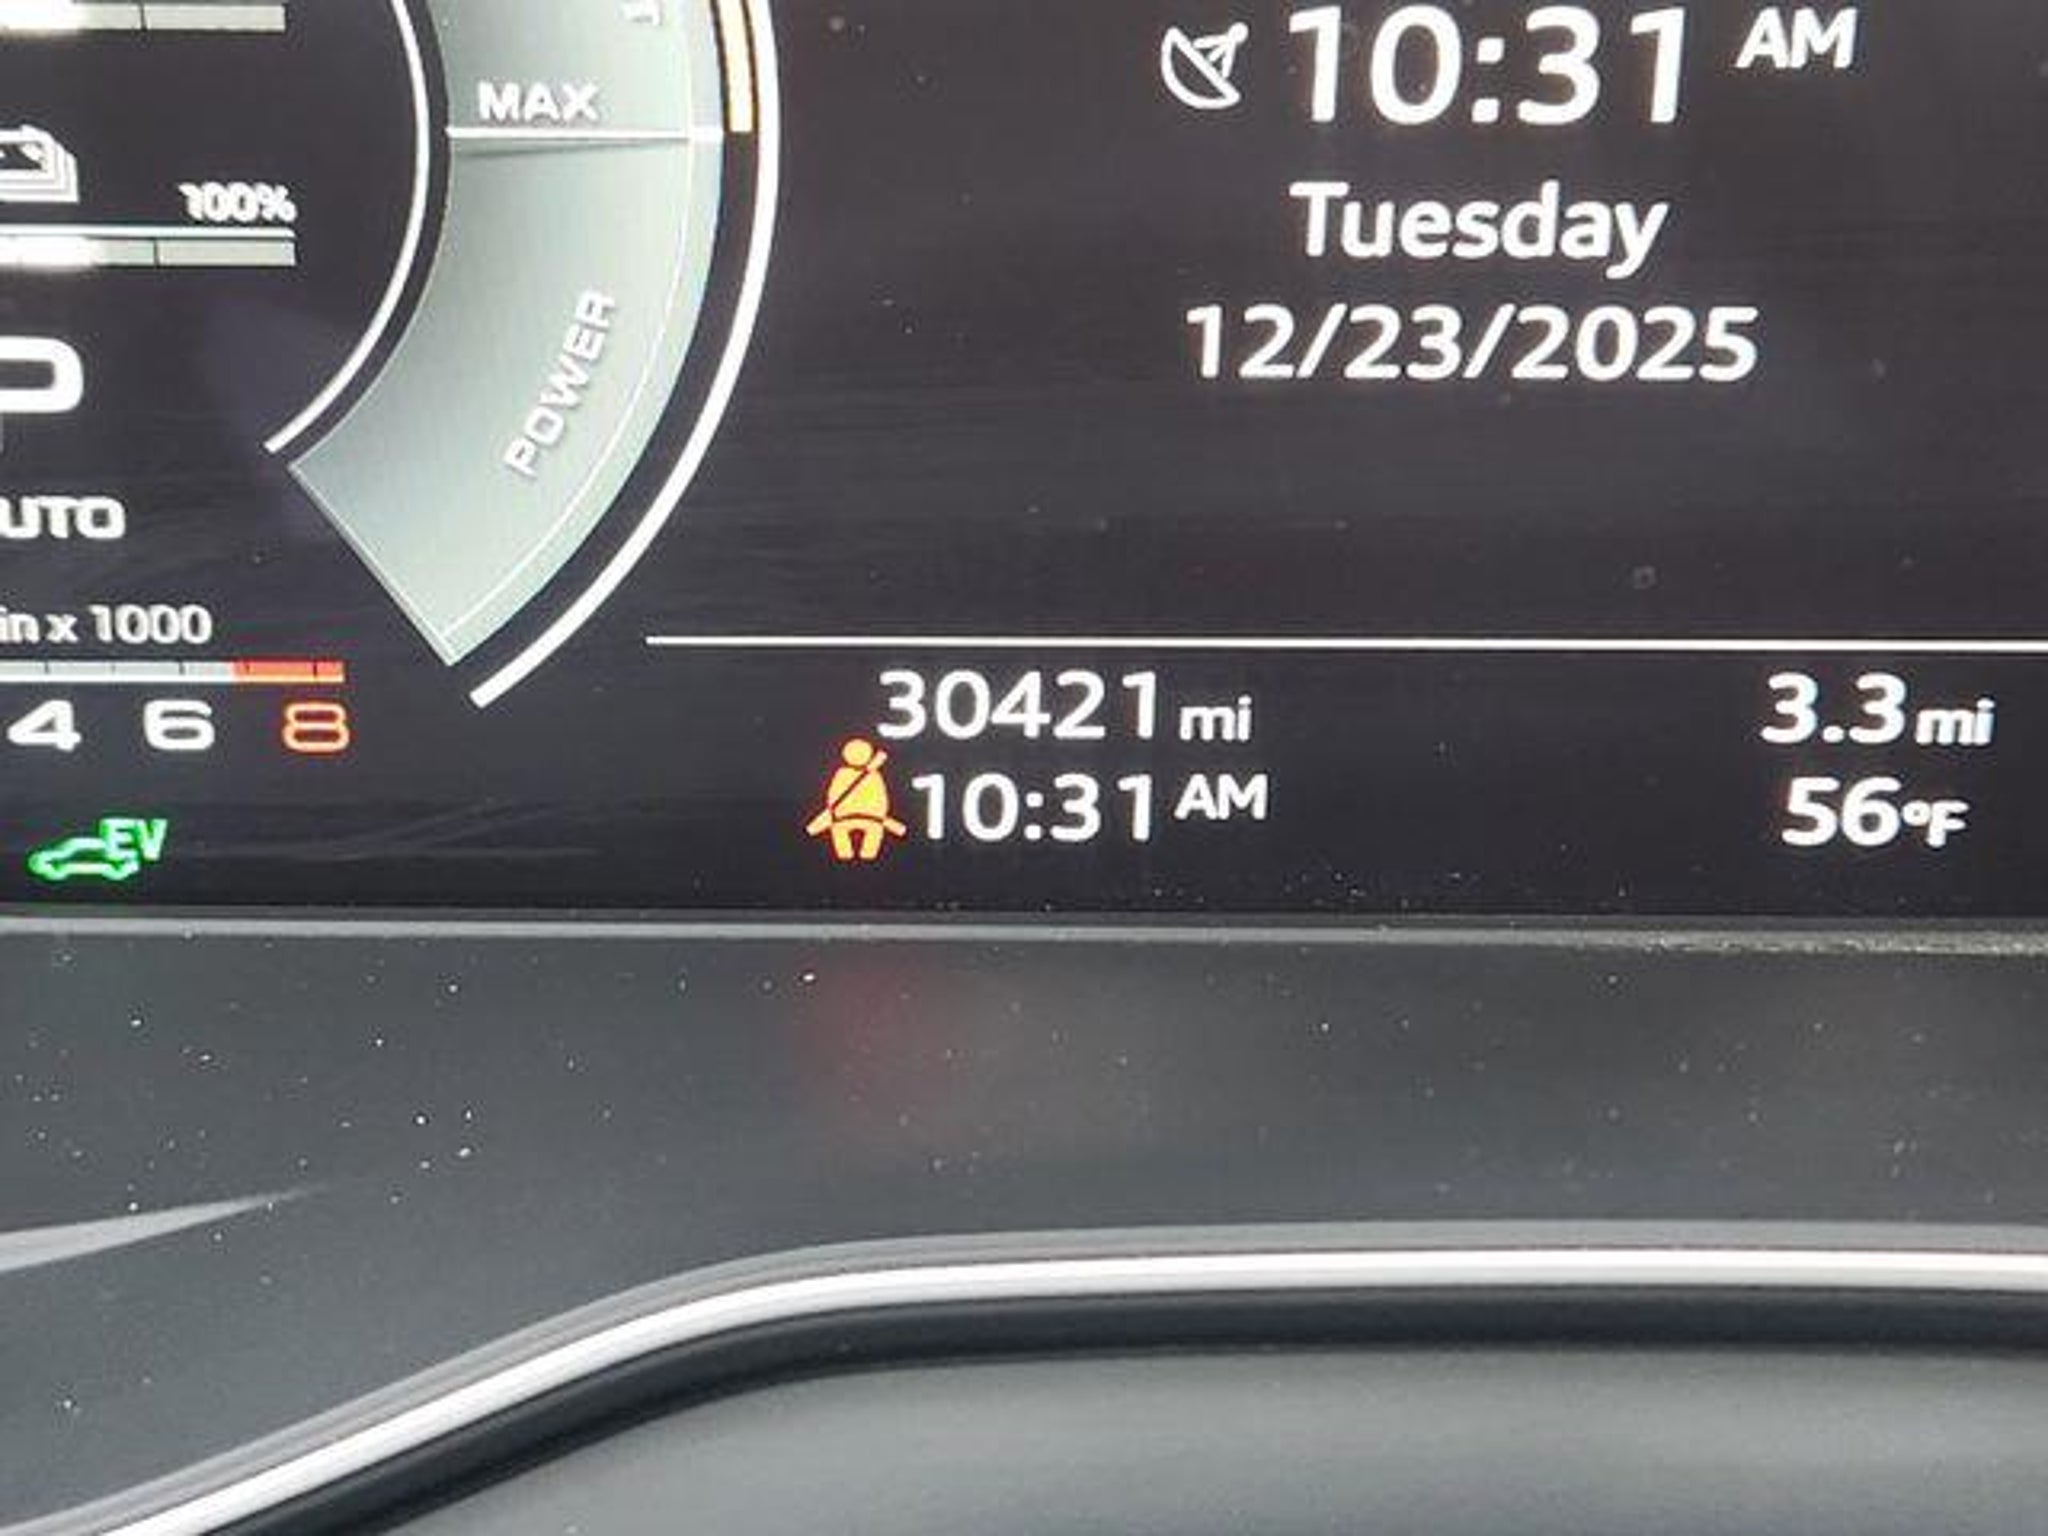 10:31 AM
MAX
100%
Tuesday
12/23/2025
POWER
P
UTO
in x 1000
4 6 8
30421 mi
3.3 mi
10:31 AM
56°F
EV